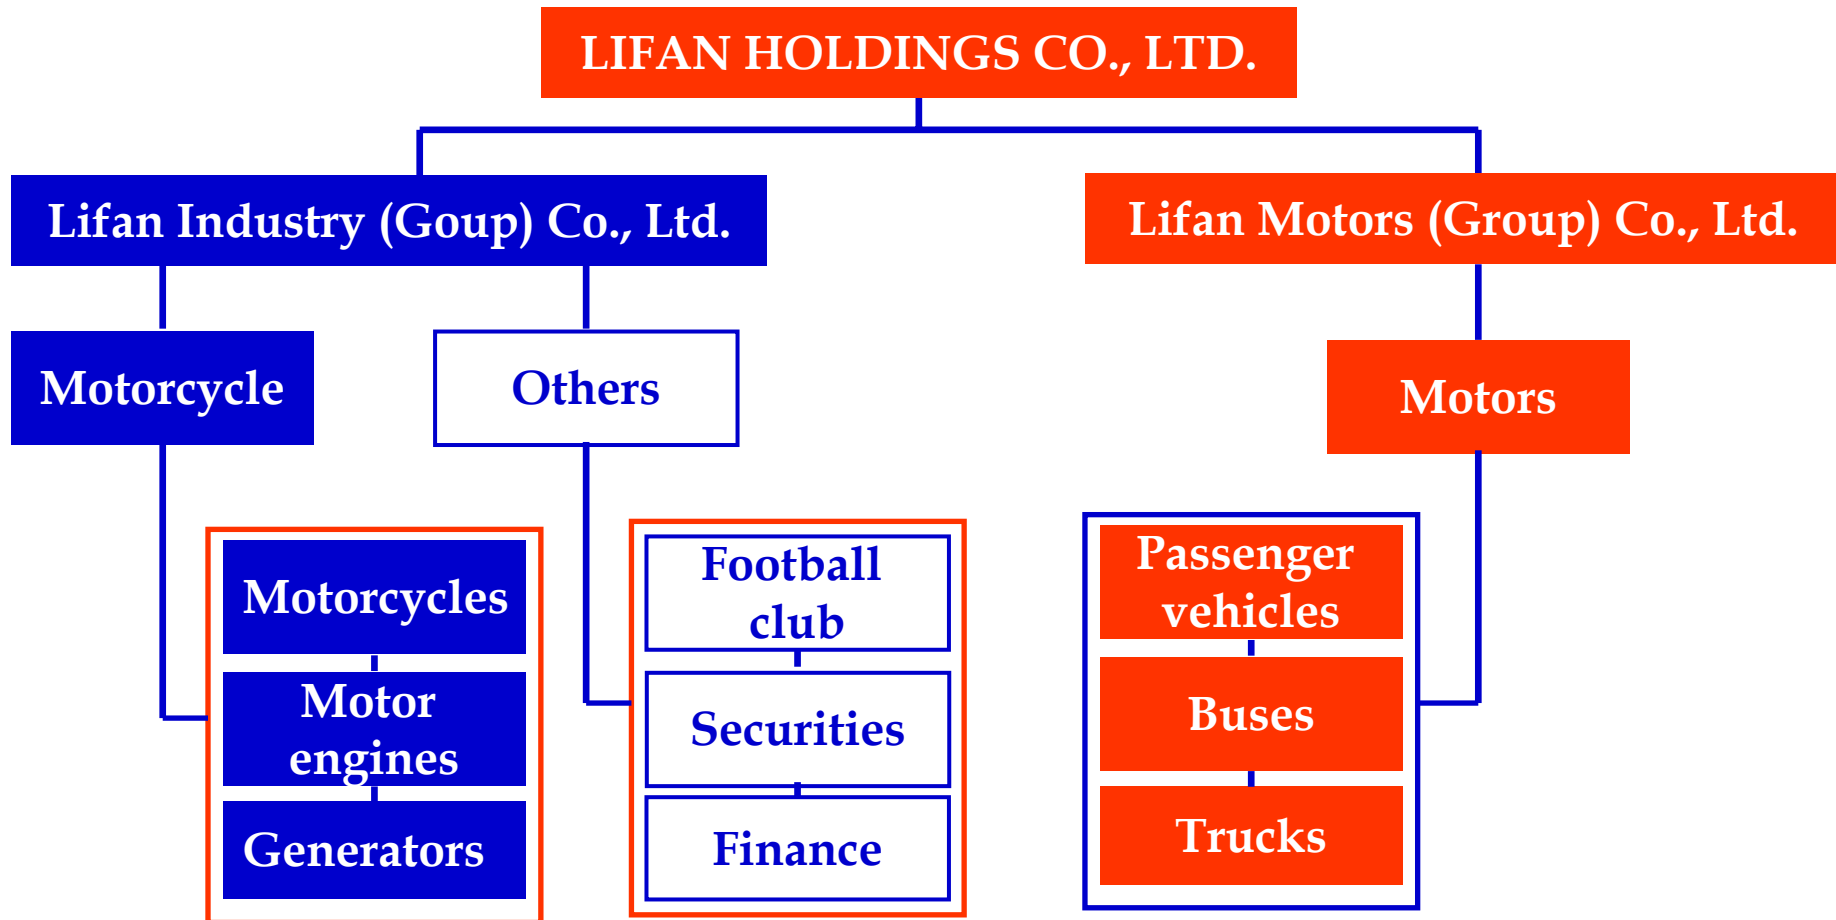 LIFAN HOLDINGS CO., LTD.
Lifan Industry (Goup) Co., Ltd.
Lifan Motors (Group) Co., Ltd.
Motorcycle
Others
Motors
Motorcycles
Motor
engines
Generators
Football
club
Securities
Finance
Passenger
vehicles
Buses
Trucks